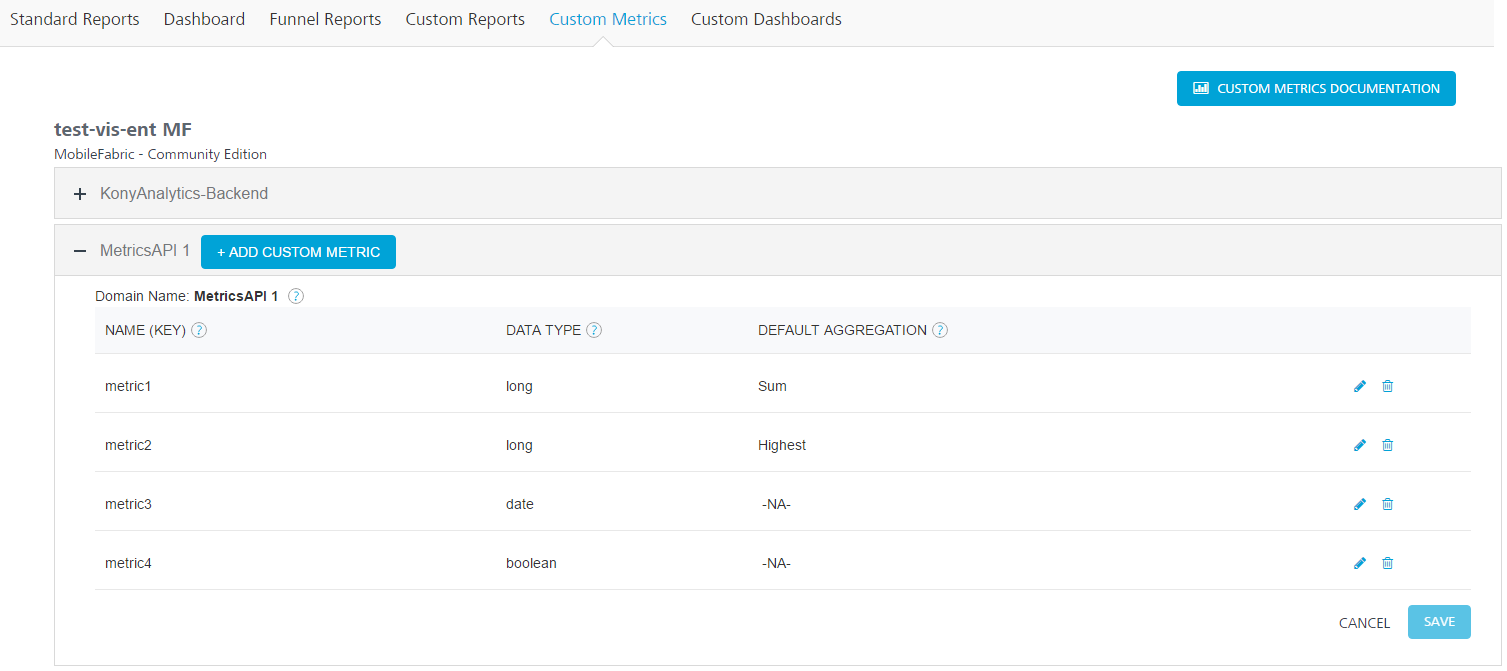 Standard Reports Dashboard Funnel Reports Custom Reports Custom Metrics Custom Dashboards
CUSTOM METRICS DOCUMENTATION
test-vis-ent MF
MobileFabric - Community Edition
+ KonyAnalytics-Backend
− MetricsAPI 1 + ADD CUSTOM METRIC
Domain Name: MetricsAPI 1 ?
NAME (KEY) ? DATA TYPE ? DEFAULT AGGREGATION ?
metric1 long Sum
metric2 long Highest
metric3 date -NA-
metric4 boolean -NA-
CANCEL SAVE